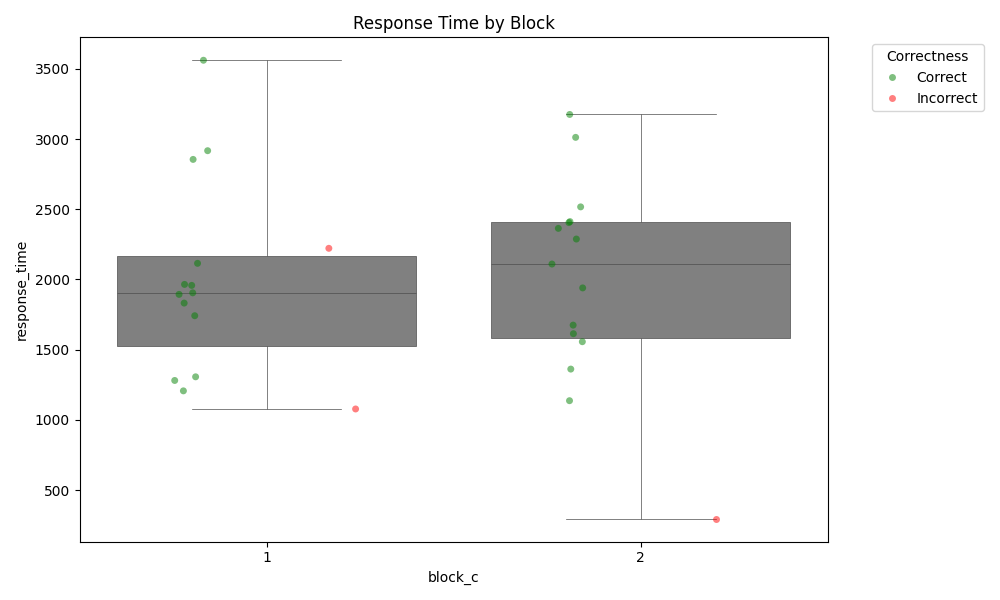 Response Time by Block
Correctness
Correct
Incorrect
3500
3000
2500
2000
1500
1000
500
response_time
1
2
block_c